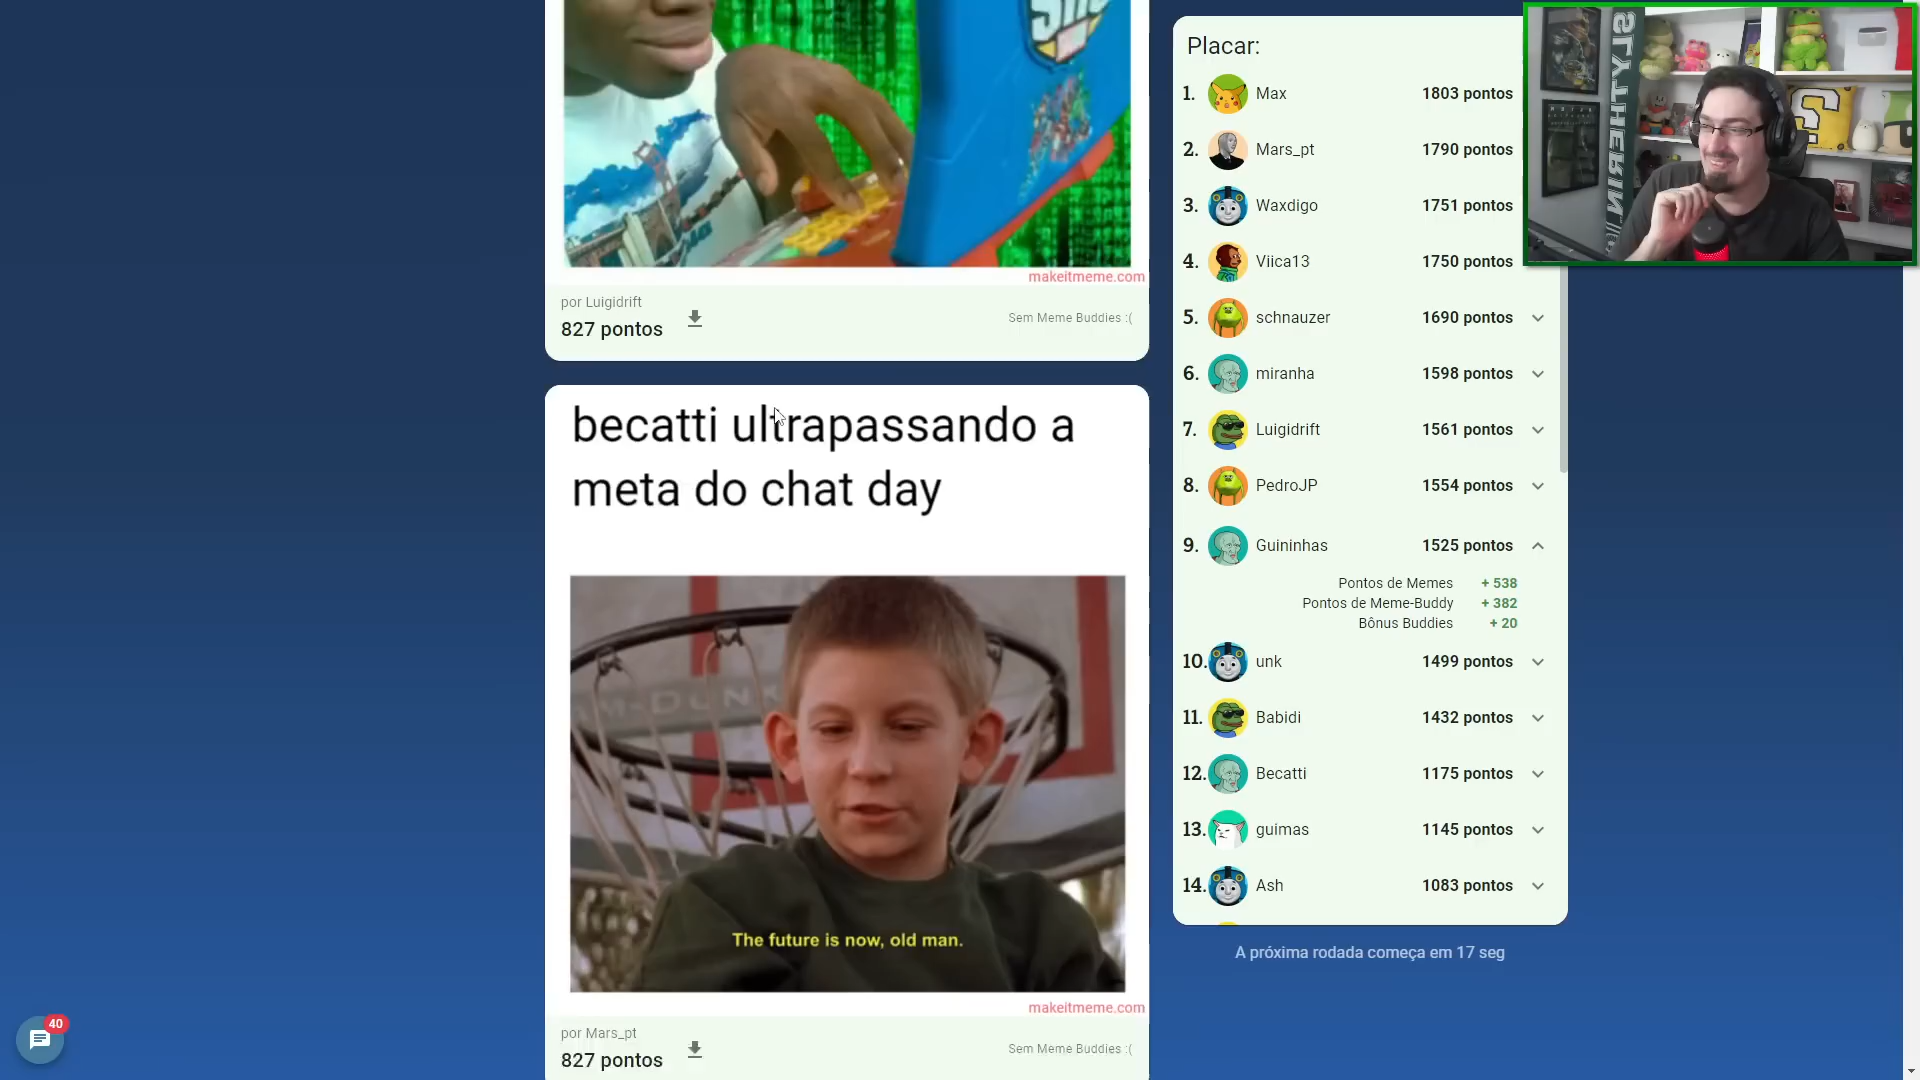 makeitmeme.com
por Luigidrift
827 pontos
Sem Meme Buddies :(
becatti ultrapassando a
meta do chat day
AM-DUNK
The future is now, old man.
makeitmeme.com
por Mars_pt
827 pontos
Sem Meme Buddies :(
Placar:
1. Max 1803 pontos
2. Mars_pt 1790 pontos
3. Waxdigo 1751 pontos
4. Viica13 1750 pontos
5. schnauzer 1690 pontos
6. miranha 1598 pontos
7. Luigidrift 1561 pontos
8. PedroJP 1554 pontos
9. Guininhas 1525 pontos
Pontos de Memes + 538
Pontos de Meme-Buddy + 382
Bônus Buddies + 20
10. unk 1499 pontos
11. Babidi 1432 pontos
12. Becatti 1175 pontos
13. guimas 1145 pontos
14. Ash 1083 pontos
A próxima rodada começa em 17 seg
SLYTHERIN
S
40